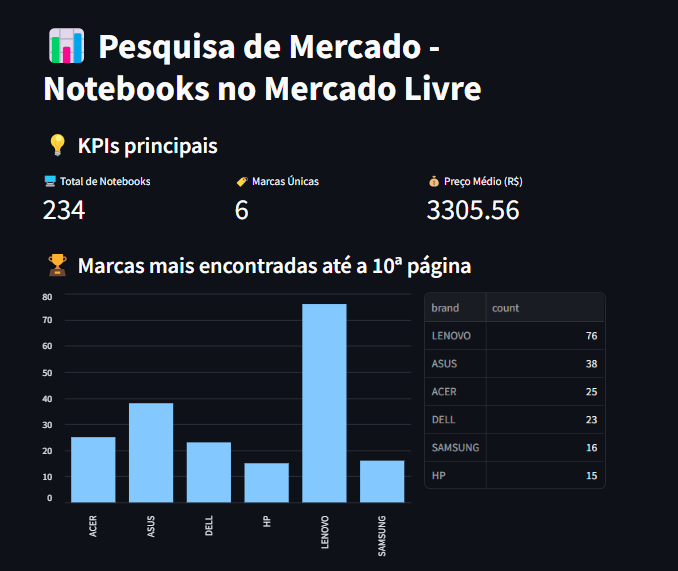 Pesquisa de Mercado -
Notebooks no Mercado Livre
KPIs principais
Total de Notebooks
Marcas Únicas
Preço Médio (R$)
234
6
3305.56
Marcas mais encontradas até a 10ª página
80
70
60
50
40
30
20
10
0
ACER
ASUS
DELL
HP
LENOVO
SAMSUNG
brand count
LENOVO 76
ASUS 38
ACER 25
DELL 23
SAMSUNG 16
HP 15